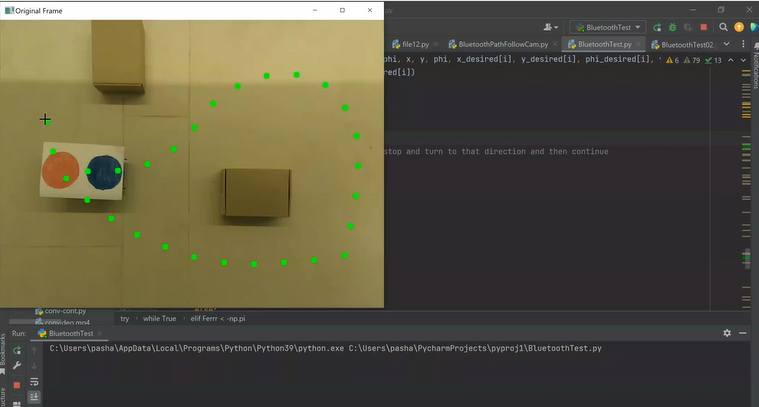 Original Frame
BluetoothTest
file12.py
BluetoothPathFollowCam.py
BluetoothTest.py
BluetoothTest02
phi, x, y, phi, x_desired[i], y_desired[i], phi_desired[i],
6 79 13
red[i])
stop and turn to that direction and then continue
Notifications
conv-cont.py
convideo.mp4
try while True elif Ferrr < -np.pi
Run: BluetoothTest
C:\Users\pasha\AppData\Local\Programs\Python\Python39\python.exe C:\Users\pasha\PycharmProjects\pyproj1\BluetoothTest.py
Bookmarks